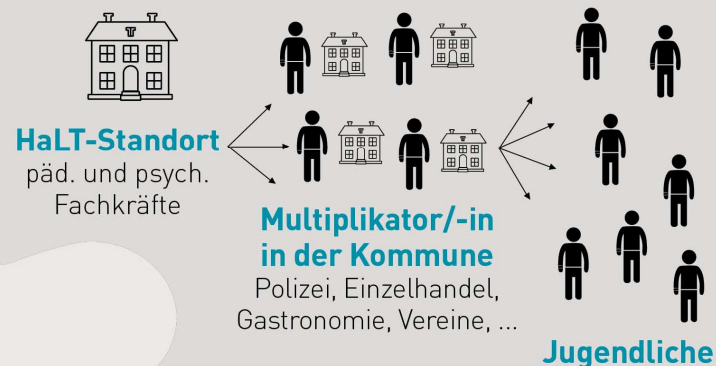 HaLT-Standort
päd. und psych.
Fachkräfte
Multiplikator/-in
in der Kommune
Polizei, Einzelhandel,
Gastronomie, Vereine, ...
Jugendliche